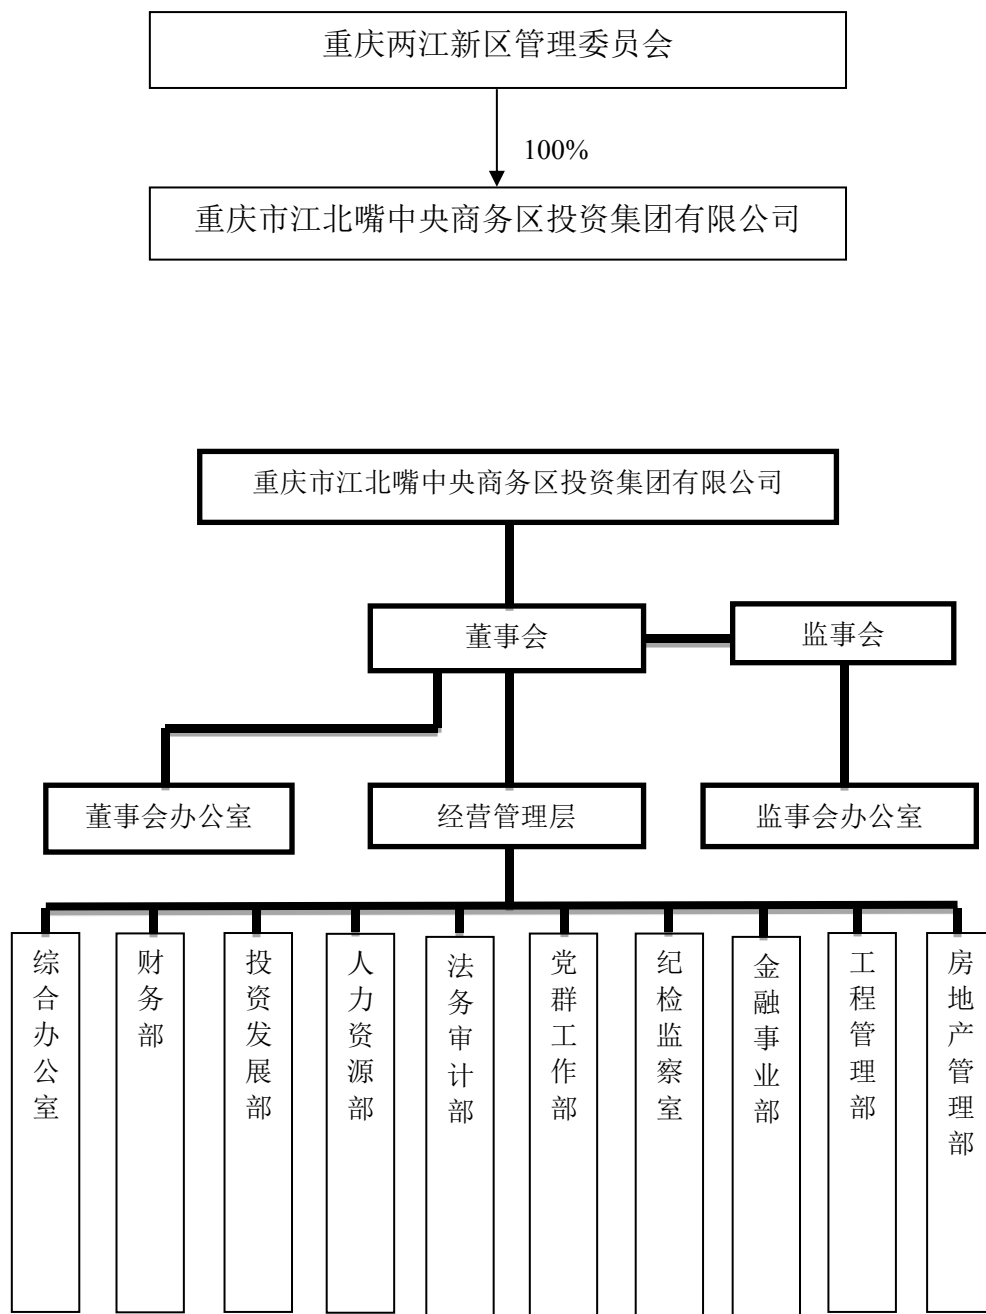 重庆两江新区管理委员会
100%
重庆市江北嘴中央商务区投资集团有限公司
重庆市江北嘴中央商务区投资集团有限公司
董事会
监事会
董事会办公室
经营管理层
监事会办公室
综合办公室
财务部
投资发展部
人力资源部
法务审计部
党群工作部
纪检监察室
金融事业部
工程管理部
房地产管理部